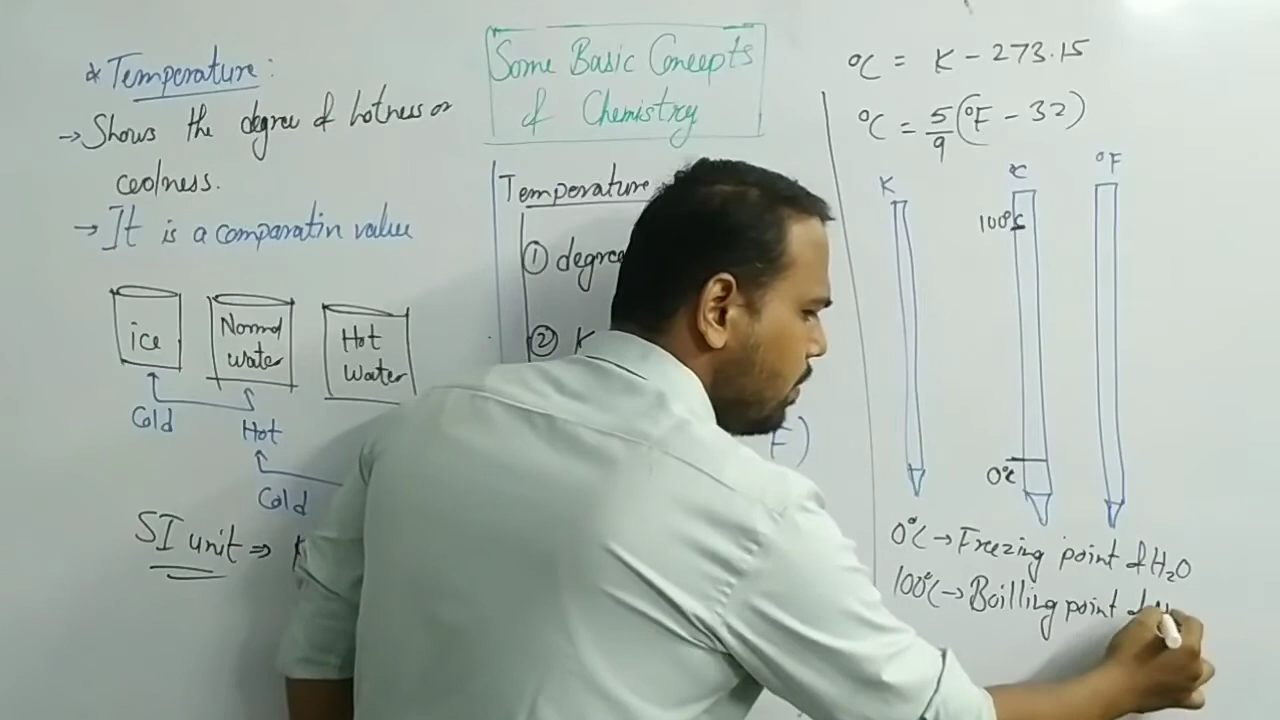 * Temperature:
→ Shows the degree of hotness or
coolness.
→ It is a comparatin value
ice
Normal
water
Hot
Water
Cold
Hot
Cold
SI unit ⇒ K
Some Basic Concepts
of Chemistry
Temperature
① degree
② K
F)
°C = K - 273.15
°C = 5/9 (°F - 32)
K
°C
°F
100°C
0°C
0°C → Freezing point of H₂O
100°C → Boilling point of H